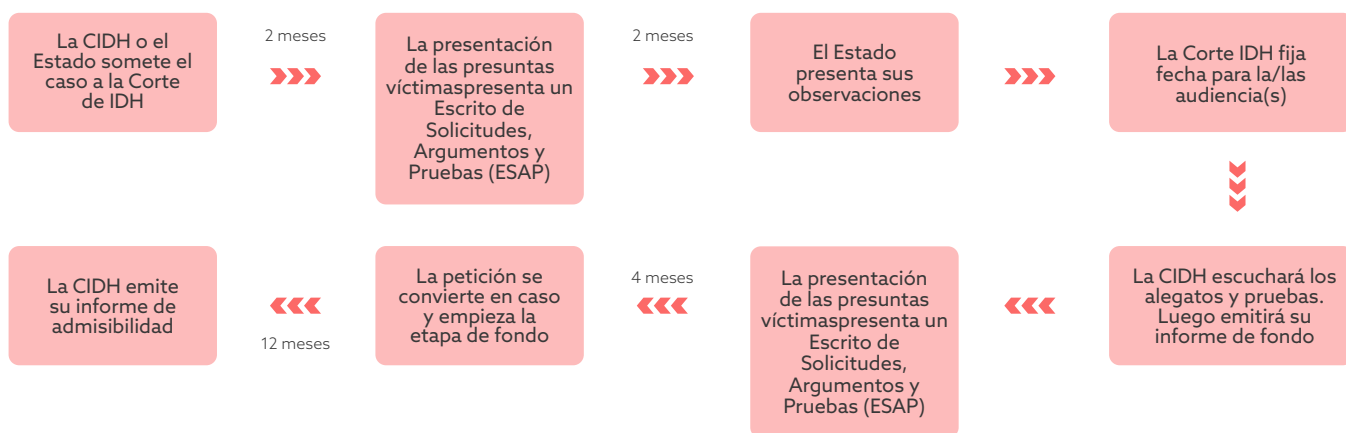 La CIDH o el
Estado somete el
caso a la Corte
de IDH
2 meses
La presentación
de las presuntas
víctimaspresenta un
Escrito de
Solicitudes,
Argumentos y
Pruebas (ESAP)
2 meses
El Estado
presenta sus
observaciones
La Corte IDH fija
fecha para la/las
audiencia(s)
La CIDH escuchará los
alegatos y pruebas.
Luego emitirá su
informe de fondo
La presentación
de las presuntas
víctimaspresenta un
Escrito de
Solicitudes,
Argumentos y
Pruebas (ESAP)
4 meses
La petición se
convierte en caso
y empieza la
etapa de fondo
12 meses
La CIDH emite
su informe de
admisibilidad